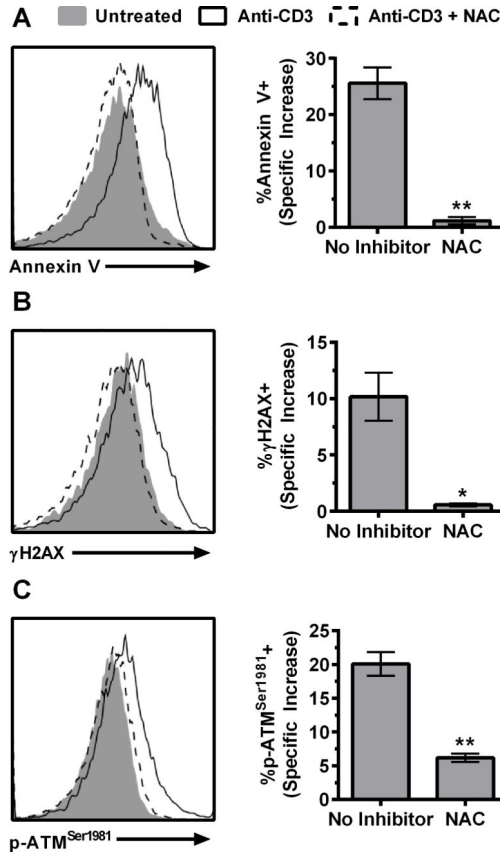 A
Untreated Anti-CD3 Anti-CD3 + NAC
%Annexin V+
(Specific Increase)
30
20
10
0
No Inhibitor NAC
**
Annexin V
B
%γH2AX+
(Specific Increase)
15
10
5
0
No Inhibitor NAC
*
γH2AX
C
%p-ATMSer1981+
(Specific Increase)
25
20
15
10
5
0
No Inhibitor NAC
**
p-ATMSer1981